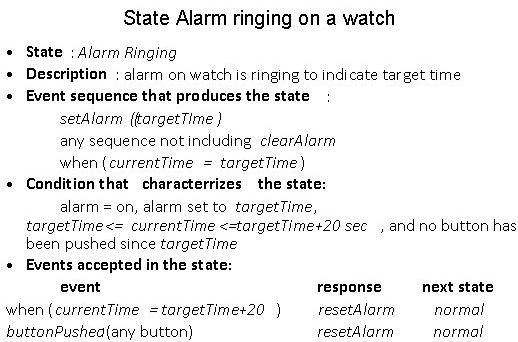 State Alarm ringing on a watch
• State : Alarm Ringing
• Description : alarm on watch is ringing to indicate target time
• Event sequence that produces the state :
setAlarm ((targetTIme )
any sequence not including clearAlarm
when ( currentTime = targetTime )
• Condition that characterrizes the state:
alarm = on, alarm set to targetTime,
targetTime <= currentTime <=targetTime+20 sec , and no button has
been pushed since targetTime
• Events accepted in the state:
event response next state
when ( currentTime = targetTime+20 ) resetAlarm normal
buttonPushed(any button) resetAlarm normal